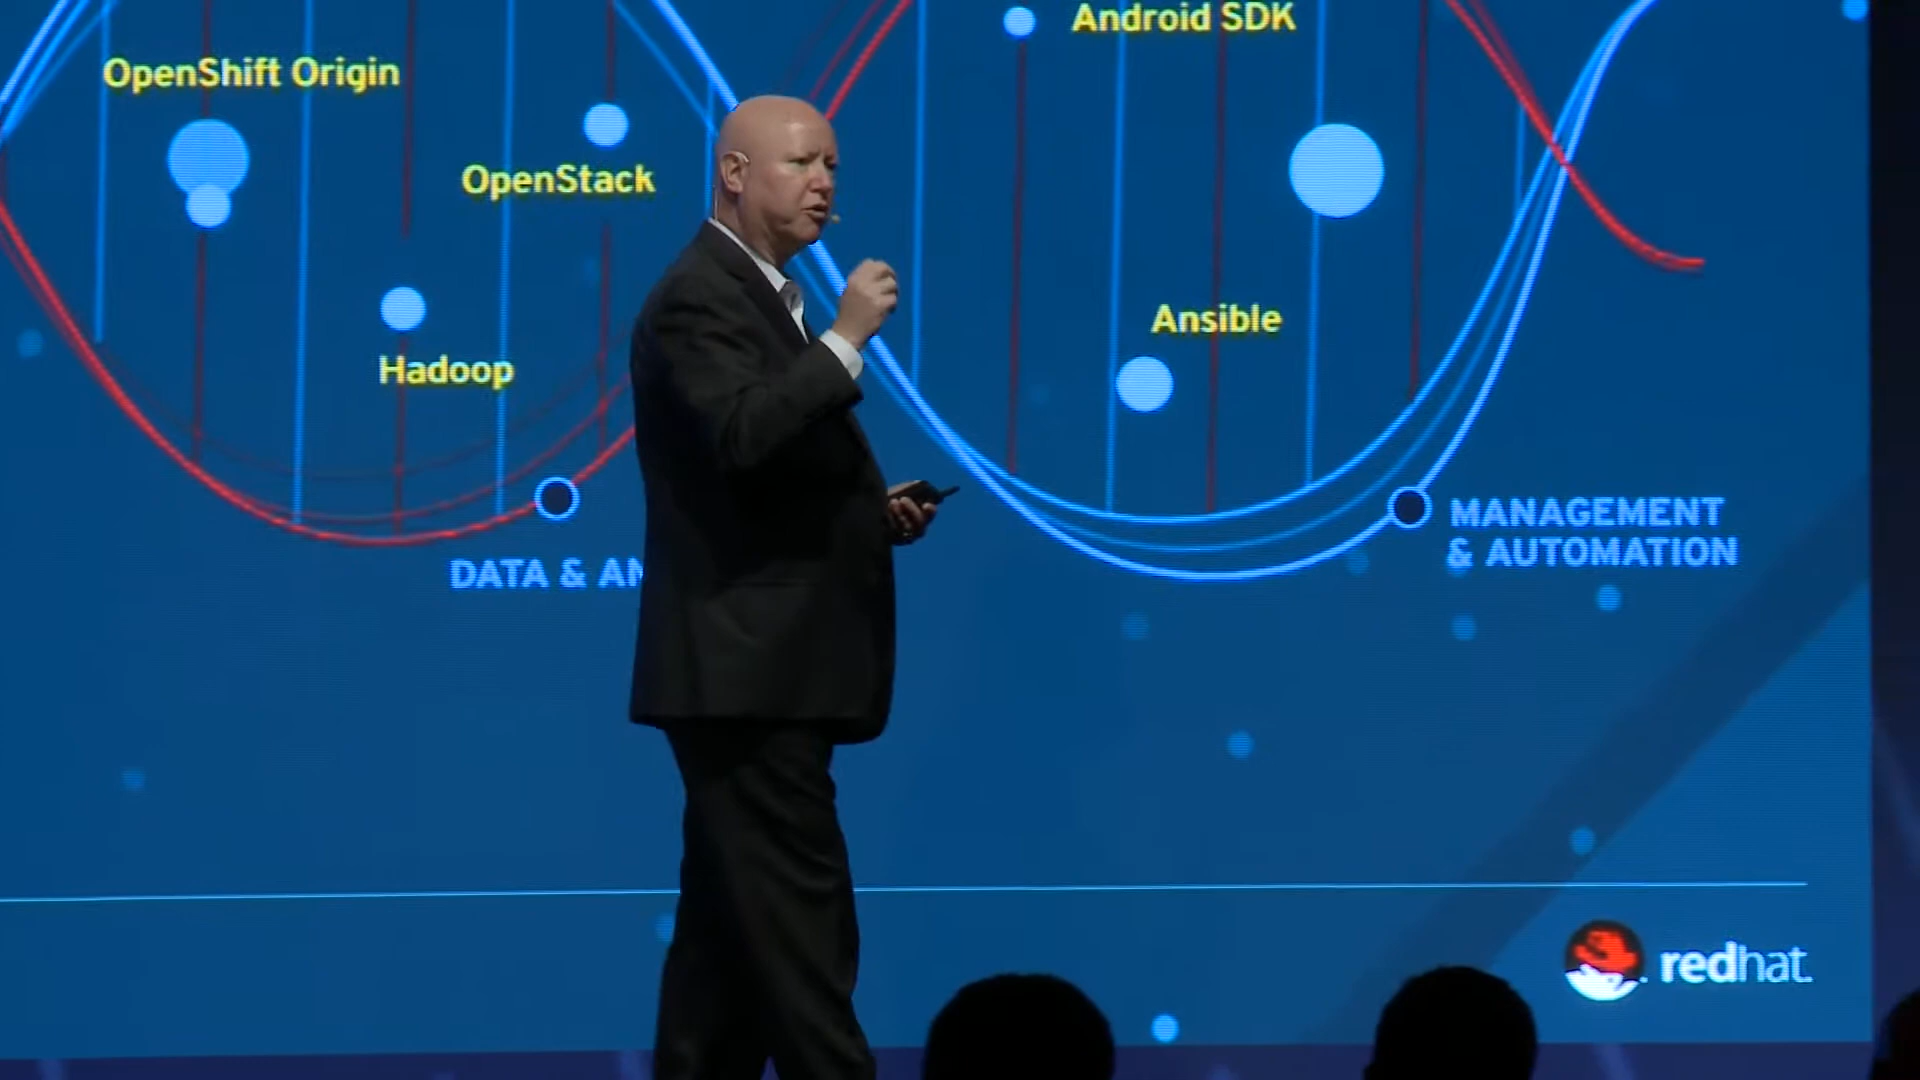 Android SDK
OpenShift Origin
OpenStack
Ansible
Hadoop
MANAGEMENT
& AUTOMATION
DATA & AN
redhat.